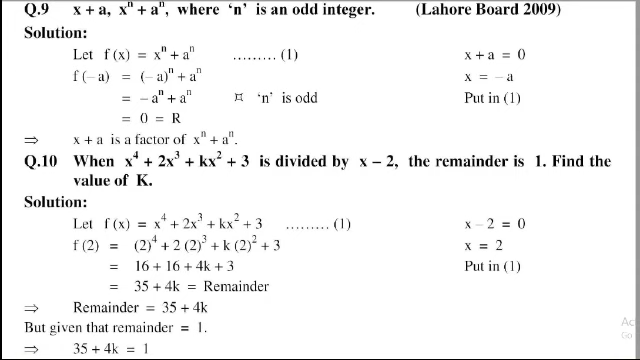 Q.9 x + a, xⁿ + aⁿ, where ‘n’ is an odd integer. (Lahore Board 2009)
Solution:
Let f (x) = xⁿ + aⁿ ......... (1) x + a = 0
f (– a) = (– a)ⁿ + aⁿ x = – a
= – aⁿ + aⁿ ¤ ‘n’ is odd Put in (1)
= 0 = R
⇒ x + a is a factor of xⁿ + aⁿ.
Q.10 When x⁴ + 2x³ + kx² + 3 is divided by x – 2, the remainder is 1. Find the
value of K.
Solution:
Let f (x) = x⁴ + 2x³ + kx² + 3 ......... (1) x – 2 = 0
f (2) = (2)⁴ + 2 (2)³ + k (2)² + 3 x = 2
= 16 + 16 + 4k + 3 Put in (1)
= 35 + 4k = Remainder
⇒ Remainder = 35 + 4k
But given that remainder = 1.
⇒ 35 + 4k = 1